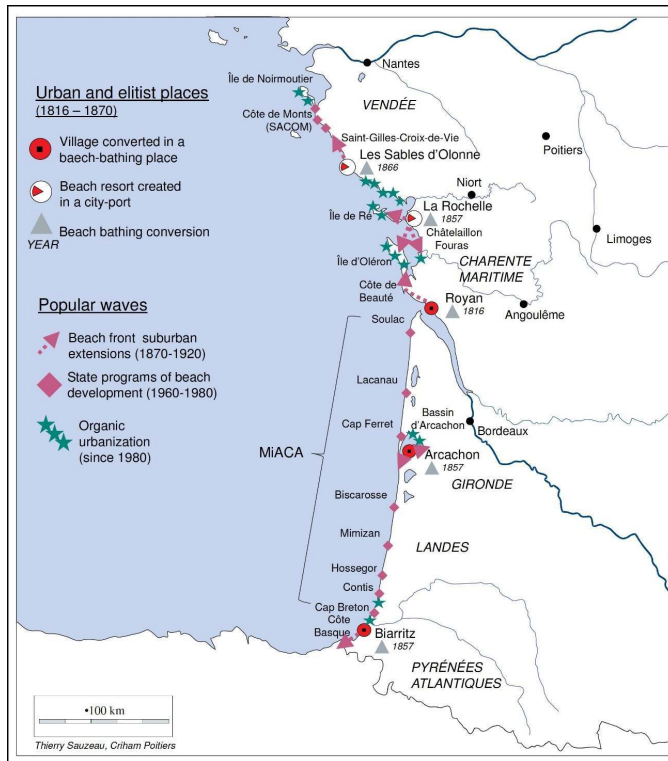 Urban and elitist places
(1816 – 1870)
Village converted in a
baech-bathing place
Beach resort created
in a city-port
Beach bathing conversion
YEAR
Popular waves
Beach front suburban
extensions (1870-1920)
State programs of beach
development (1960-1980)
Organic
urbanization
(since 1980)
Nantes
Île de Noirmoutier
VENDÉE
Côte de Monts
(SACOM)
Saint-Gilles-Croix-de-Vie
Poitiers
Les Sables d'Olonne
1866
Niort
La Rochelle
1857
Île de Ré
Châtelaillon
Fouras
Limoges
Île d'Oléron
CHARENTE
MARITIME
Côte de
Beauté
Royan
1816
Angoulême
Soulac
Lacanau
Bassin
d'Arcachon
Cap Ferret
Bordeaux
MiACA
Arcachon
1857
GIRONDE
Biscarosse
Mimizan
LANDES
Hossegor
Contis
Cap Breton
Côte
Basque
Biarritz
1857
PYRÉNÉES
ATLANTIQUES
•100 km
Thierry Sauzeau, Criham Poitiers